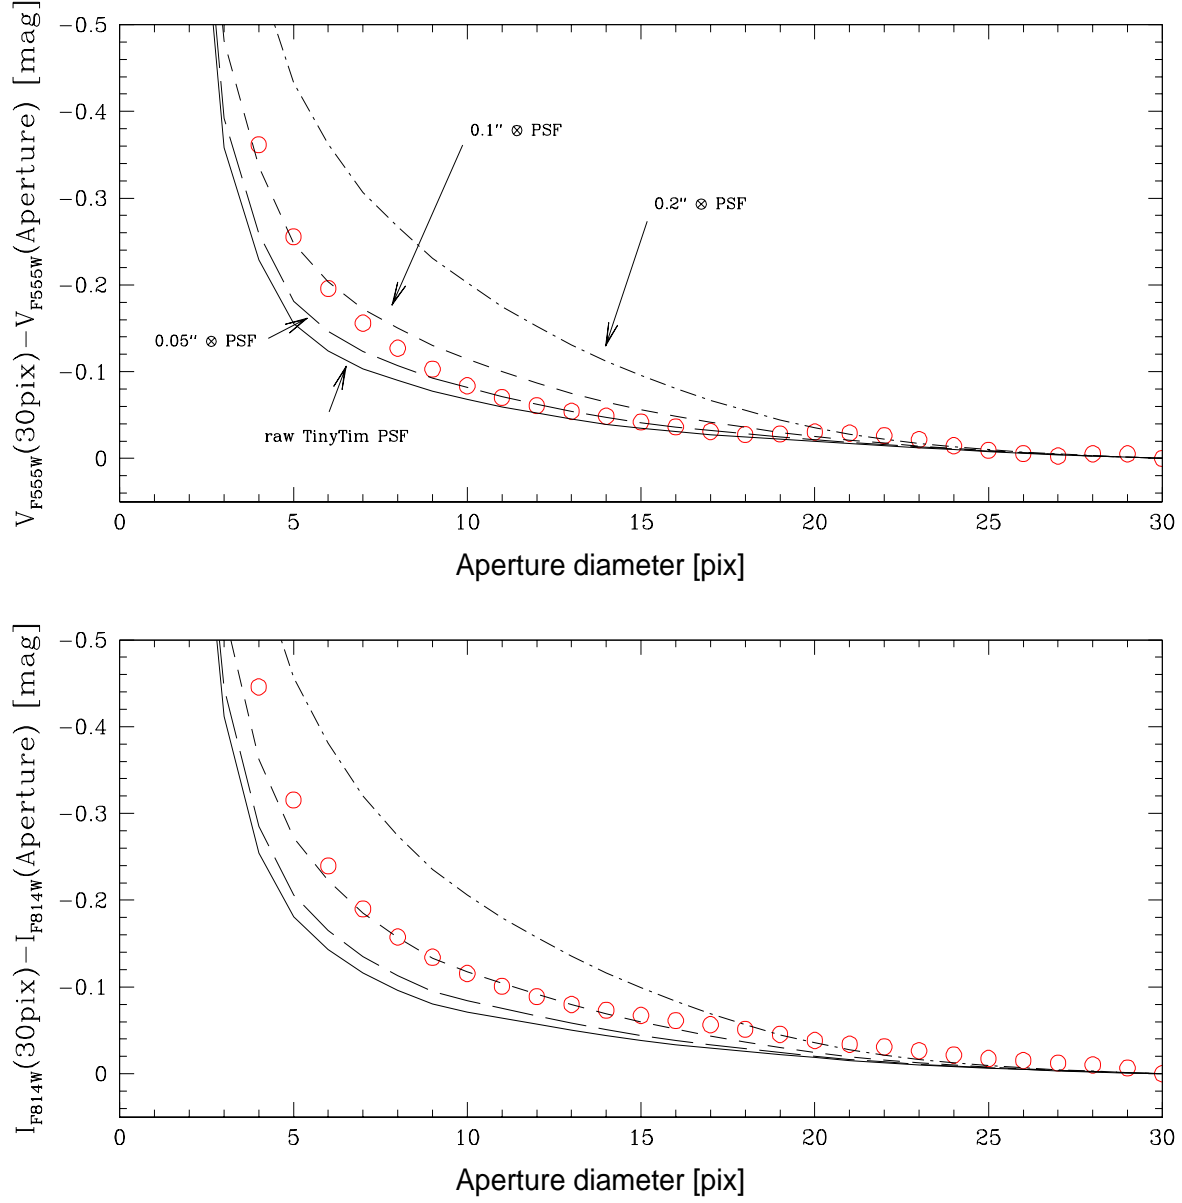 V_F555W(30pix)−V_F555W(Aperture) [mag]
−0.5
−0.4
−0.3
−0.2
−0.1
0
0.1″ ⊗ PSF
0.2″ ⊗ PSF
0.05″ ⊗ PSF
raw TinyTim PSF
0 5 10 15 20 25 30
Aperture diameter [pix]
I_F814W(30pix)−I_F814W(Aperture) [mag]
−0.5
−0.4
−0.3
−0.2
−0.1
0
0 5 10 15 20 25 30
Aperture diameter [pix]